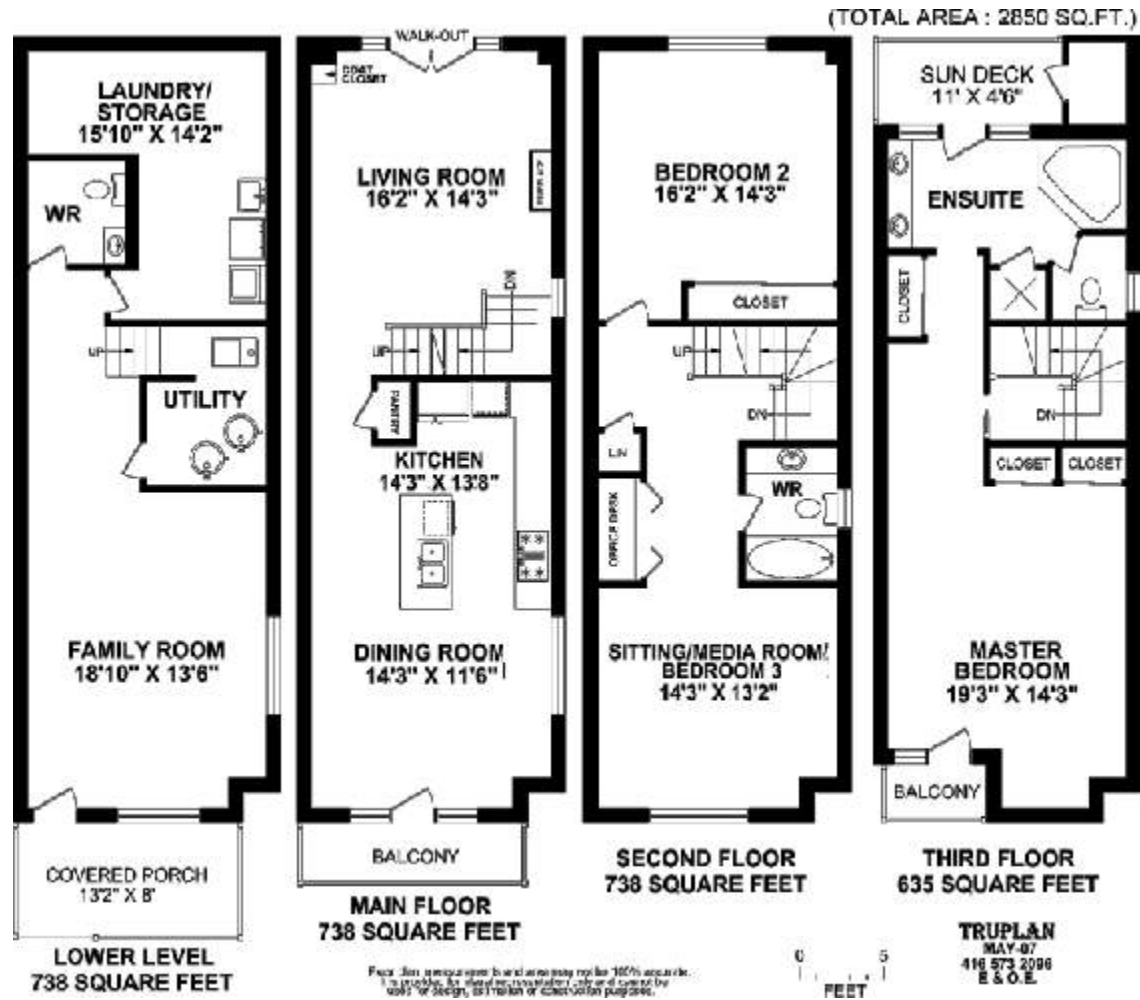 (TOTAL AREA : 2850 SQ.FT.)
LAUNDRY/
STORAGE
15'10" X 14'2"
WR
UP
UTILITY
FAMILY ROOM
18'10" X 13'6"
COVERED PORCH
13'2" X 8'
LOWER LEVEL
738 SQUARE FEET
WALK-OUT
COAT
CLOSET
LIVING ROOM
16'2" X 14'3"
DN
UP
PANTRY
KITCHEN
14'3" X 13'8"
DINING ROOM
14'3" X 11'6"
BALCONY
MAIN FLOOR
738 SQUARE FEET
BEDROOM 2
16'2" X 14'3"
CLOSET
UP
DN
LIN
OFFICE DESK
WR
SITTING/MEDIA ROOM/
BEDROOM 3
14'3" X 13'2"
SECOND FLOOR
738 SQUARE FEET
SUN DECK
11' X 4'6"
ENSUITE
CLOSET
DN
CLOSET
CLOSET
MASTER
BEDROOM
19'3" X 14'3"
BALCONY
THIRD FLOOR
635 SQUARE FEET
TRUPLAN
MAY-07
416 573 2096
E & O.E.
0 5
FEET